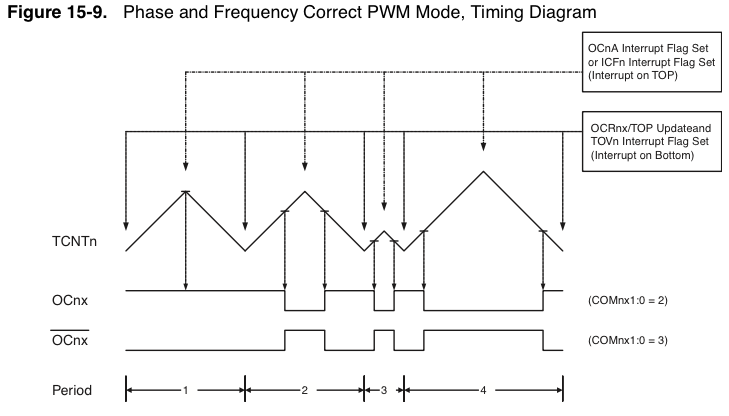 Figure 15-9. Phase and Frequency Correct PWM Mode, Timing Diagram
OCnA Interrupt Flag Set
or ICFn Interrupt Flag Set
(Interrupt on TOP)
OCRnx/TOP Updateand
TOVn Interrupt Flag Set
(Interrupt on Bottom)
TCNTn
OCnx
(COMnx1:0 = 2)
OCnx
(COMnx1:0 = 3)
Period
1
2
3
4